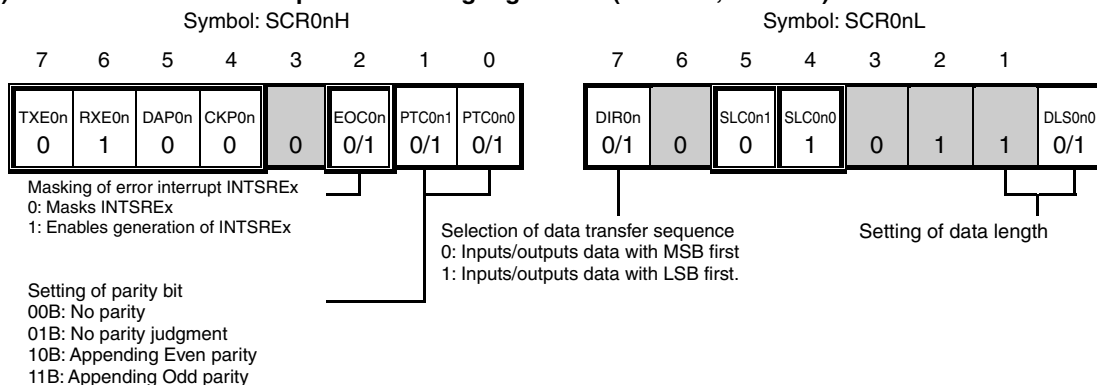 Symbol: SCR0nH
7 6 5 4 3 2 1 0
TXE0n RXE0n DAP0n CKP0n EOC0n PTC0n1 PTC0n0
0 1 0 0 0 0/1 0/1 0/1
Masking of error interrupt INTSREx
0: Masks INTSREx
1: Enables generation of INTSREx
Setting of parity bit
00B: No parity
01B: No parity judgment
10B: Appending Even parity
11B: Appending Odd parity
Symbol: SCR0nL
7 6 5 4 3 2 1
DIR0n SLC0n1 SLC0n0 DLS0n0
0/1 0 0 1 0 1 1 0/1
Selection of data transfer sequence
0: Inputs/outputs data with MSB first
1: Inputs/outputs data with LSB first.
Setting of data length